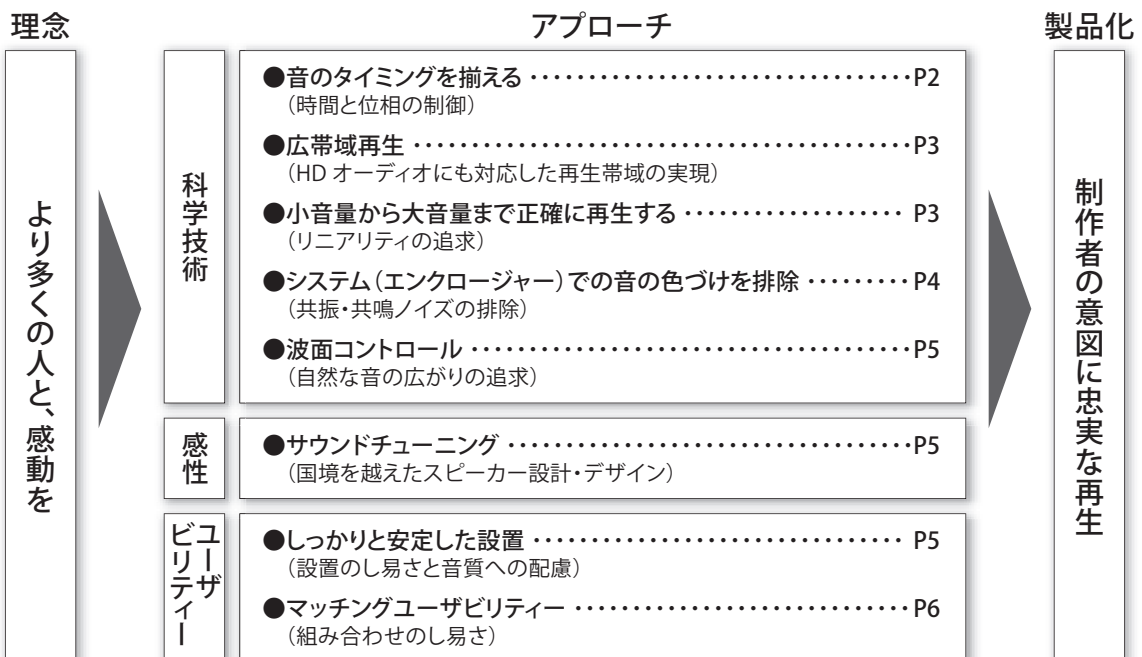 理念
アプローチ
製品化
より多くの人と、感動を
科学技術
●音のタイミングを揃える ・・・・・・・・・・・・・・・・・・・・・・・・・・・・・・・・・P2
（時間と位相の制御）
●広帯域再生 ・・・・・・・・・・・・・・・・・・・・・・・・・・・・・・・・・・・・・・・・・・・P3
（HD オーディオにも対応した再生帯域の実現）
●小音量から大音量まで正確に再生する ・・・・・・・・・・・・・・・・・・・ P3
（リニアリティの追求）
●システム（エンクロージャー）での音の色づけを排除 ・・・・・・・・・P4
（共振・共鳴ノイズの排除）
●波面コントロール ・・・・・・・・・・・・・・・・・・・・・・・・・・・・・・・・・・・・・・P5
（自然な音の広がりの追求）
感性
●サウンドチューニング ・・・・・・・・・・・・・・・・・・・・・・・・・・・・・・・・・・・P5
（国境を越えたスピーカー設計・デザイン）
ユーザ
ビリティー
●しっかりと安定した設置 ・・・・・・・・・・・・・・・・・・・・・・・・・・・・・・・・ P5
（設置のし易さと音質への配慮）
●マッチングユーザビリティー ・・・・・・・・・・・・・・・・・・・・・・・・・・・・・P6
（組み合わせのし易さ）
制作者の意図に忠実な再生